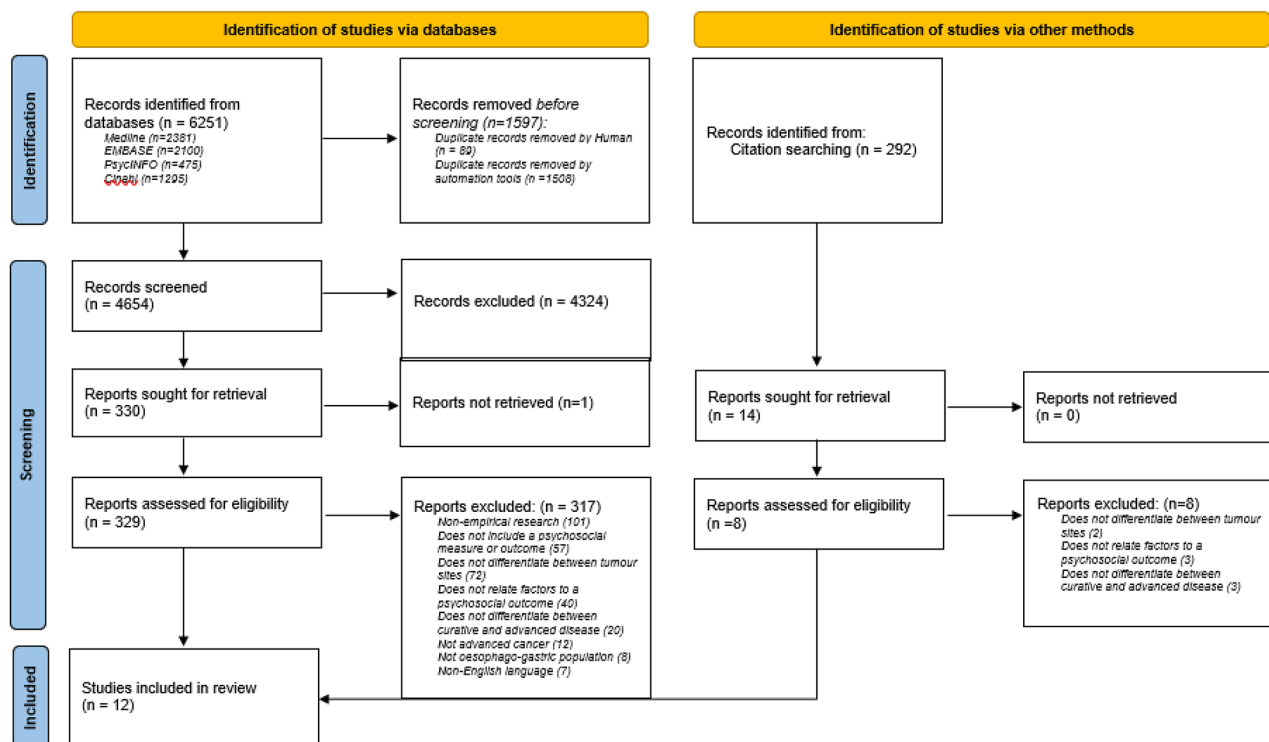 Identification of studies via databases
Identification of studies via other methods
Identification
Records identified from
databases (n = 6251)
Medline (n=2381)
EMBASE (n=2100)
PsycINFO (n=475)
Cinahl (n=1295)
Records removed before
screening (n=1597):
Duplicate records removed by Human
(n = 89)
Duplicate records removed by
automation tools (n =1508)
Records identified from:
Citation searching (n = 292)
Screening
Records screened
(n = 4654)
Records excluded (n = 4324)
Reports sought for retrieval
(n = 330)
Reports not retrieved (n=1)
Reports sought for retrieval
(n = 14)
Reports not retrieved
(n = 0)
Reports assessed for eligibility
(n = 329)
Reports excluded: (n = 317)
Non-empirical research (101)
Does not include a psychosocial
measure or outcome (57)
Does not differentiate between tumour
sites (72)
Does not relate factors to a
psychosocial outcome (40)
Does not differentiate between
curative and advanced disease (20)
Not advanced cancer (12)
Not oesophago-gastric population (8)
Non-English language (7)
Reports assessed for eligibility
(n =8)
Reports excluded: (n=8)
Does not differentiate between tumour
sites (2)
Does not relate factors to a
psychosocial outcome (3)
Does not differentiate between
curative and advanced disease (3)
Included
Studies included in review
(n = 12)